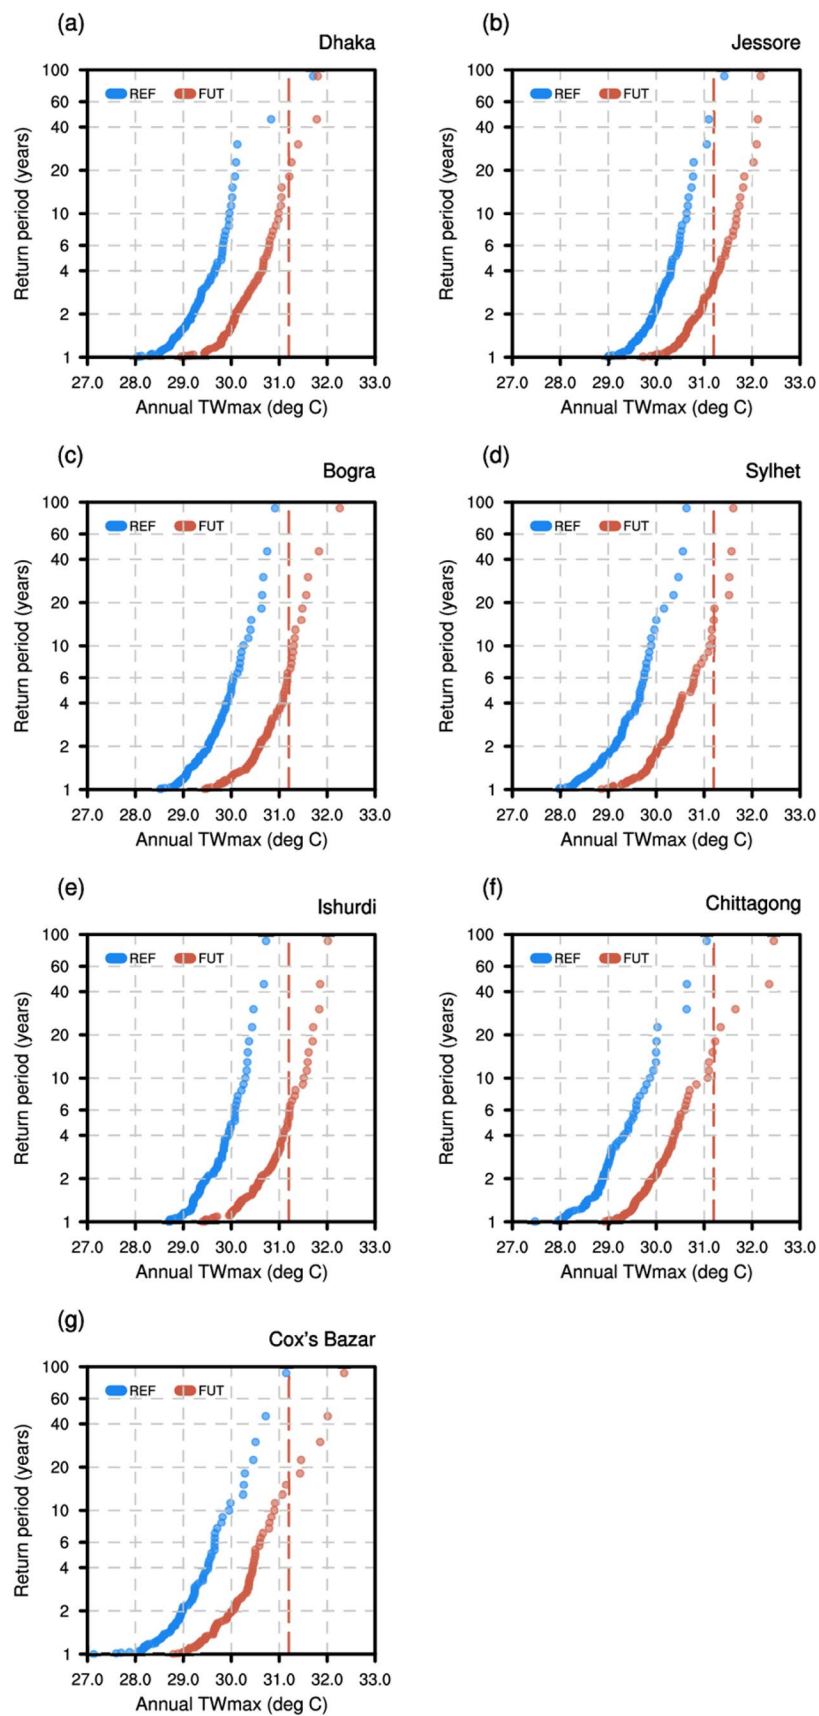 (a)
Dhaka
100
60
40
20
10
6
4
2
1
Return period (years)
REF FUT
27.0 28.0 29.0 30.0 31.0 32.0 33.0
Annual TWmax (deg C)
(b)
Jessore
100
60
40
20
10
6
4
2
1
Return period (years)
REF FUT
27.0 28.0 29.0 30.0 31.0 32.0 33.0
Annual TWmax (deg C)
(c)
Bogra
100
60
40
20
10
6
4
2
1
Return period (years)
REF FUT
27.0 28.0 29.0 30.0 31.0 32.0 33.0
Annual TWmax (deg C)
(d)
Sylhet
100
60
40
20
10
6
4
2
1
Return period (years)
REF FUT
27.0 28.0 29.0 30.0 31.0 32.0 33.0
Annual TWmax (deg C)
(e)
Ishurdi
100
60
40
20
10
6
4
2
1
Return period (years)
REF FUT
27.0 28.0 29.0 30.0 31.0 32.0 33.0
Annual TWmax (deg C)
(f)
Chittagong
100
60
40
20
10
6
4
2
1
Return period (years)
REF FUT
27.0 28.0 29.0 30.0 31.0 32.0 33.0
Annual TWmax (deg C)
(g)
Cox's Bazar
100
60
40
20
10
6
4
2
1
Return period (years)
REF FUT
27.0 28.0 29.0 30.0 31.0 32.0 33.0
Annual TWmax (deg C)